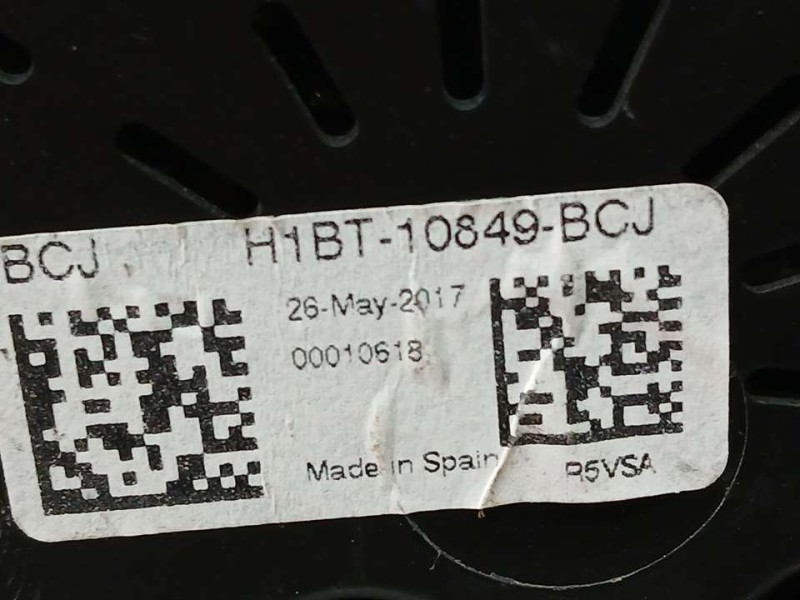 BCJ H1BT-10849-BCJ
26-May-2017
00010618
Made in Spain R5VSA